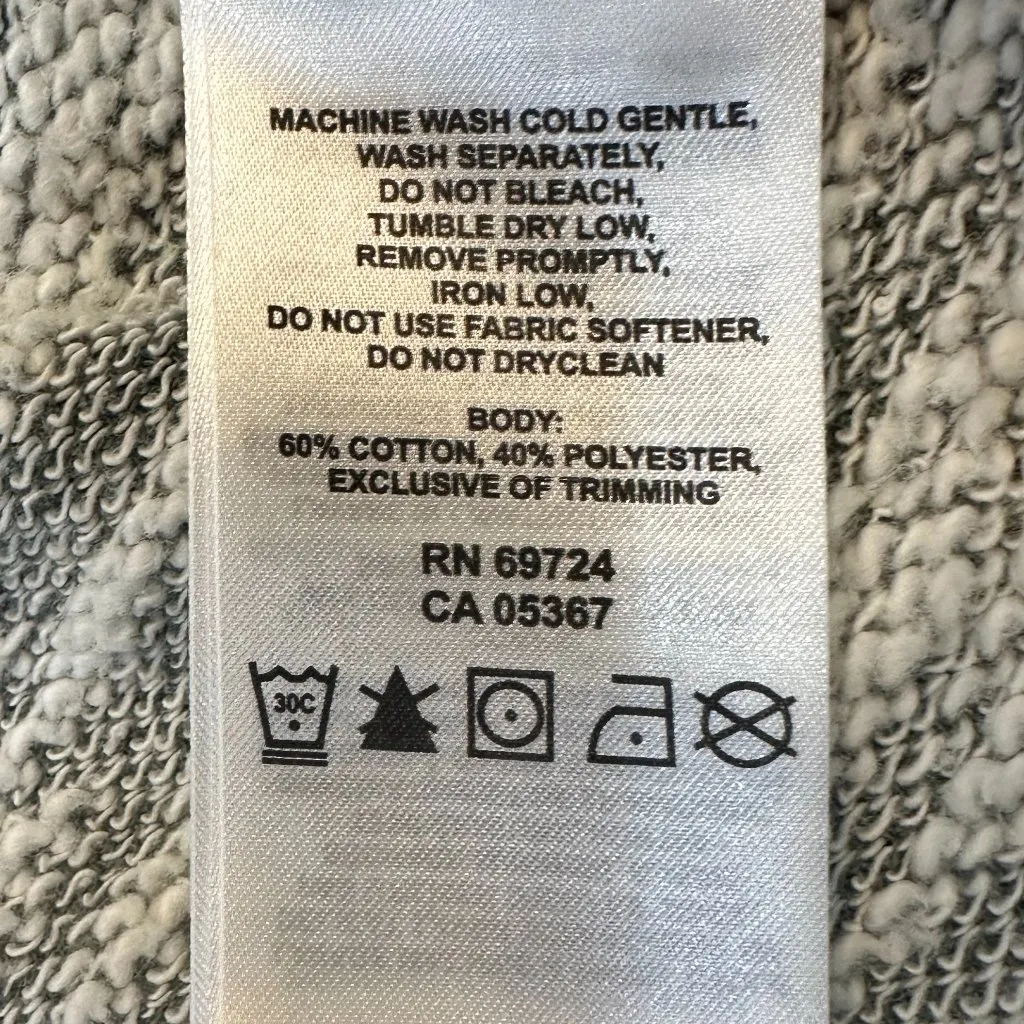 MACHINE WASH COLD GENTLE,
WASH SEPARATELY,
DO NOT BLEACH,
TUMBLE DRY LOW,
REMOVE PROMPTLY,
IRON LOW,
DO NOT USE FABRIC SOFTENER,
DO NOT DRYCLEAN
BODY:
60% COTTON, 40% POLYESTER,
EXCLUSIVE OF TRIMMING
RN 69724
CA 05367
30C